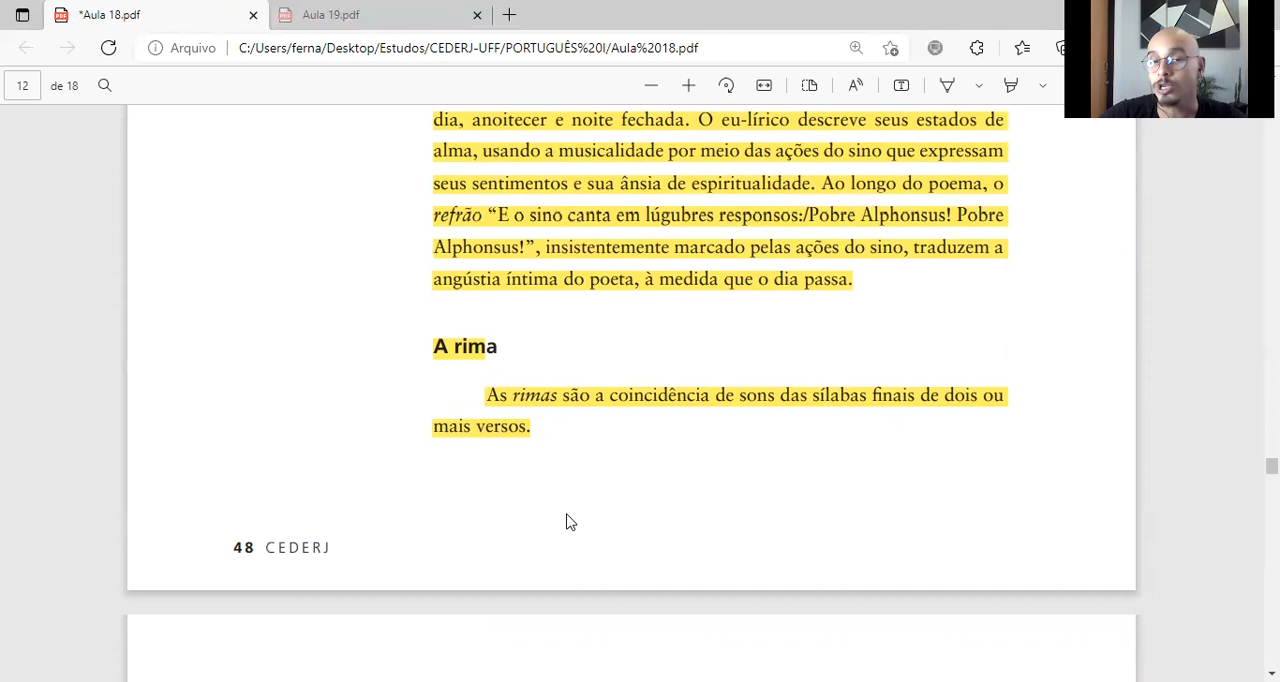 *Aula 18.pdf
Aula 19.pdf
Arquivo
C:/Users/ferna/Desktop/Estudos/CEDERJ-UFF/PORTUGUÊS%20I/Aula%2018.pdf
12 de 18
dia, anoitecer e noite fechada. O eu-lírico descreve seus estados de
alma, usando a musicalidade por meio das ações do sino que expressam
seus sentimentos e sua ânsia de espiritualidade. Ao longo do poema, o
refrão “E o sino canta em lúgubres responsos:/Pobre Alphonsus! Pobre
Alphonsus!”, insistentemente marcado pelas ações do sino, traduzem a
angústia íntima do poeta, à medida que o dia passa.
A rima
As rimas são a coincidência de sons das sílabas finais de dois ou
mais versos.
48 CEDERJ